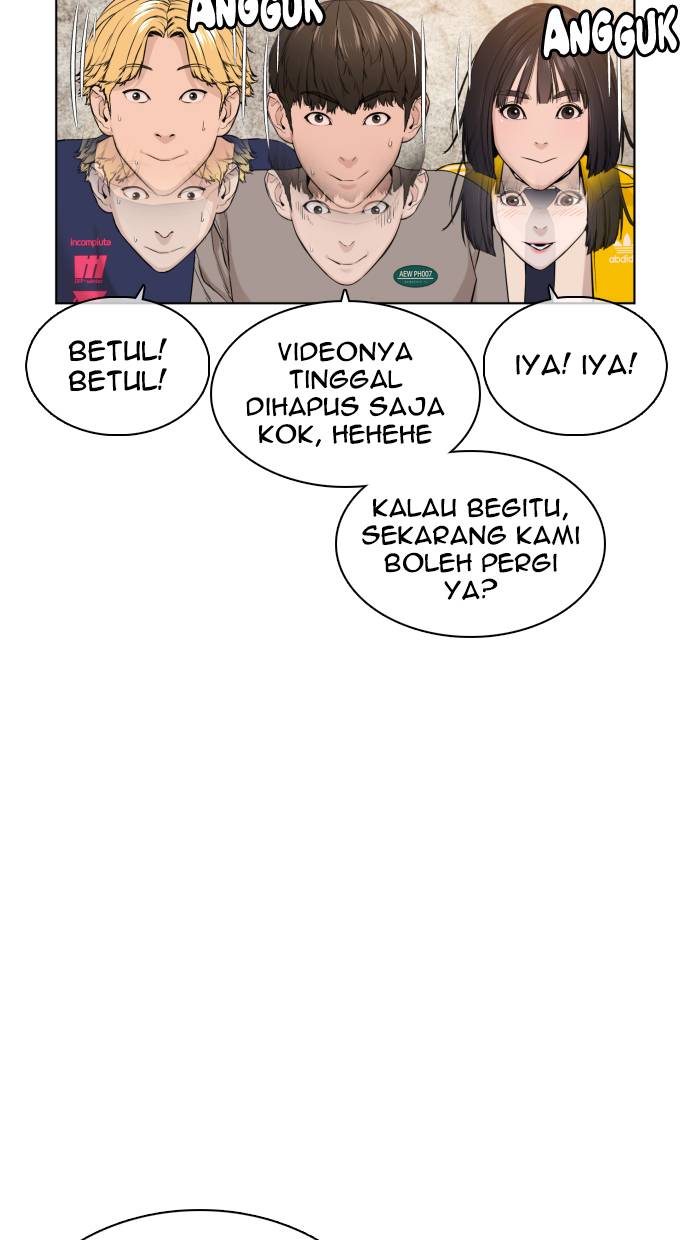 ANGGUK
ANGGUK
incompiuta
AEW PH007
abdid
BETUL!
BETUL!
VIDEONYA
TINGGAL
DIHAPUS SAJA
KOK, HEHEHE
IYA! IYA!
KALAU BEGITU,
SEKARANG KAMI
BOLEH PERGI
YA?